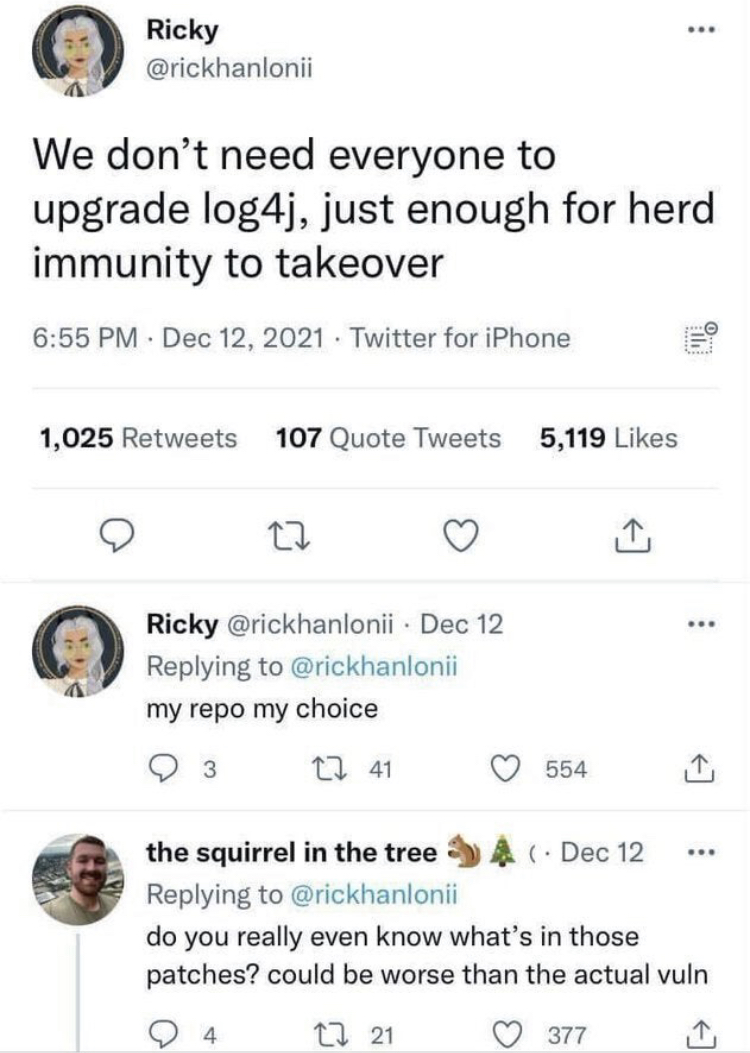 Ricky
@rickhanlonii
We don’t need everyone to
upgrade log4j, just enough for herd
immunity to takeover
6:55 PM · Dec 12, 2021 · Twitter for iPhone
1,025 Retweets 107 Quote Tweets 5,119 Likes
Ricky @rickhanlonii · Dec 12
Replying to @rickhanlonii
my repo my choice
3 41 554
the squirrel in the tree 🐿️🎄 ( · Dec 12
Replying to @rickhanlonii
do you really even know what’s in those
patches? could be worse than the actual vuln
4 21 377